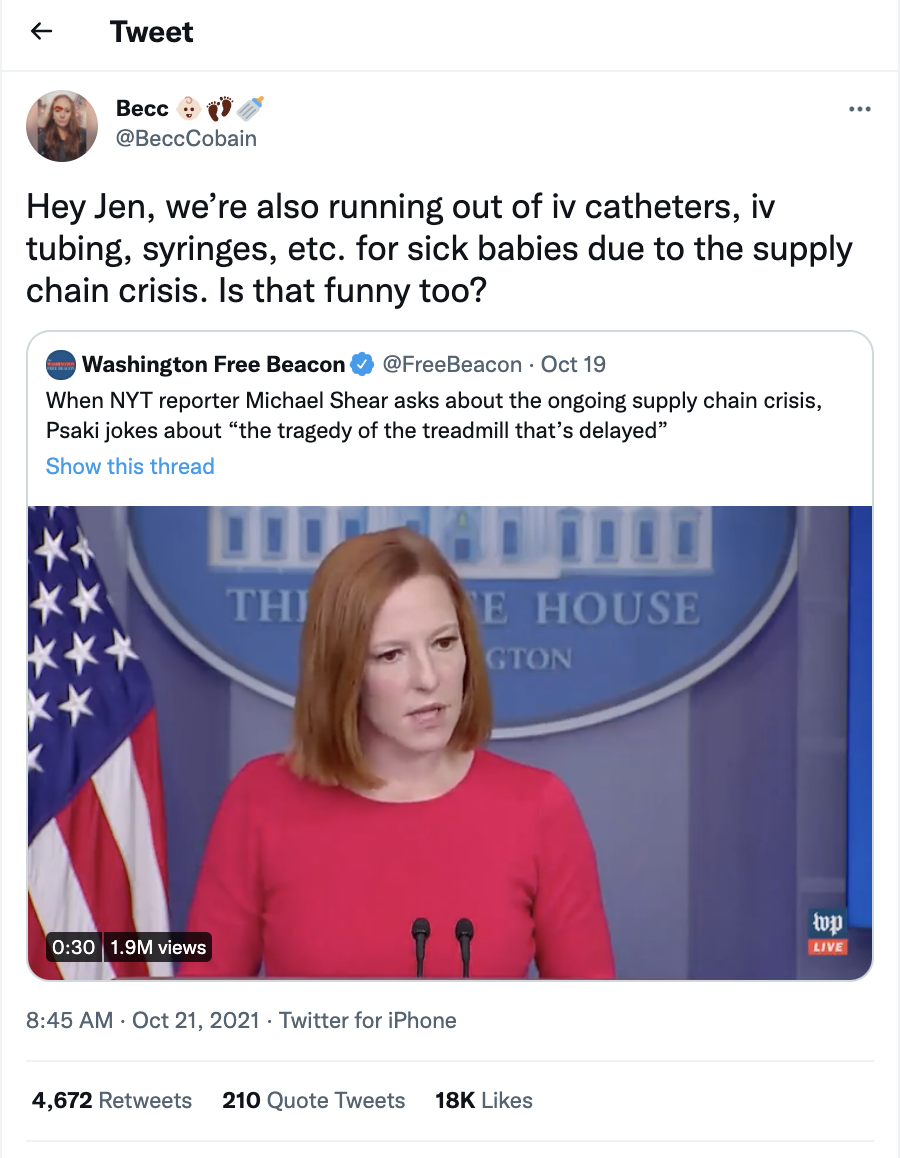 Tweet
Becc
@BeccCobain
Hey Jen, we’re also running out of iv catheters, iv
tubing, syringes, etc. for sick babies due to the supply
chain crisis. Is that funny too?
Washington Free Beacon @FreeBeacon · Oct 19
When NYT reporter Michael Shear asks about the ongoing supply chain crisis,
Psaki jokes about “the tragedy of the treadmill that’s delayed”
Show this thread
THE HOUSE
GTON
wp
LIVE
0:30 1.9M views
8:45 AM · Oct 21, 2021 · Twitter for iPhone
4,672 Retweets 210 Quote Tweets 18K Likes